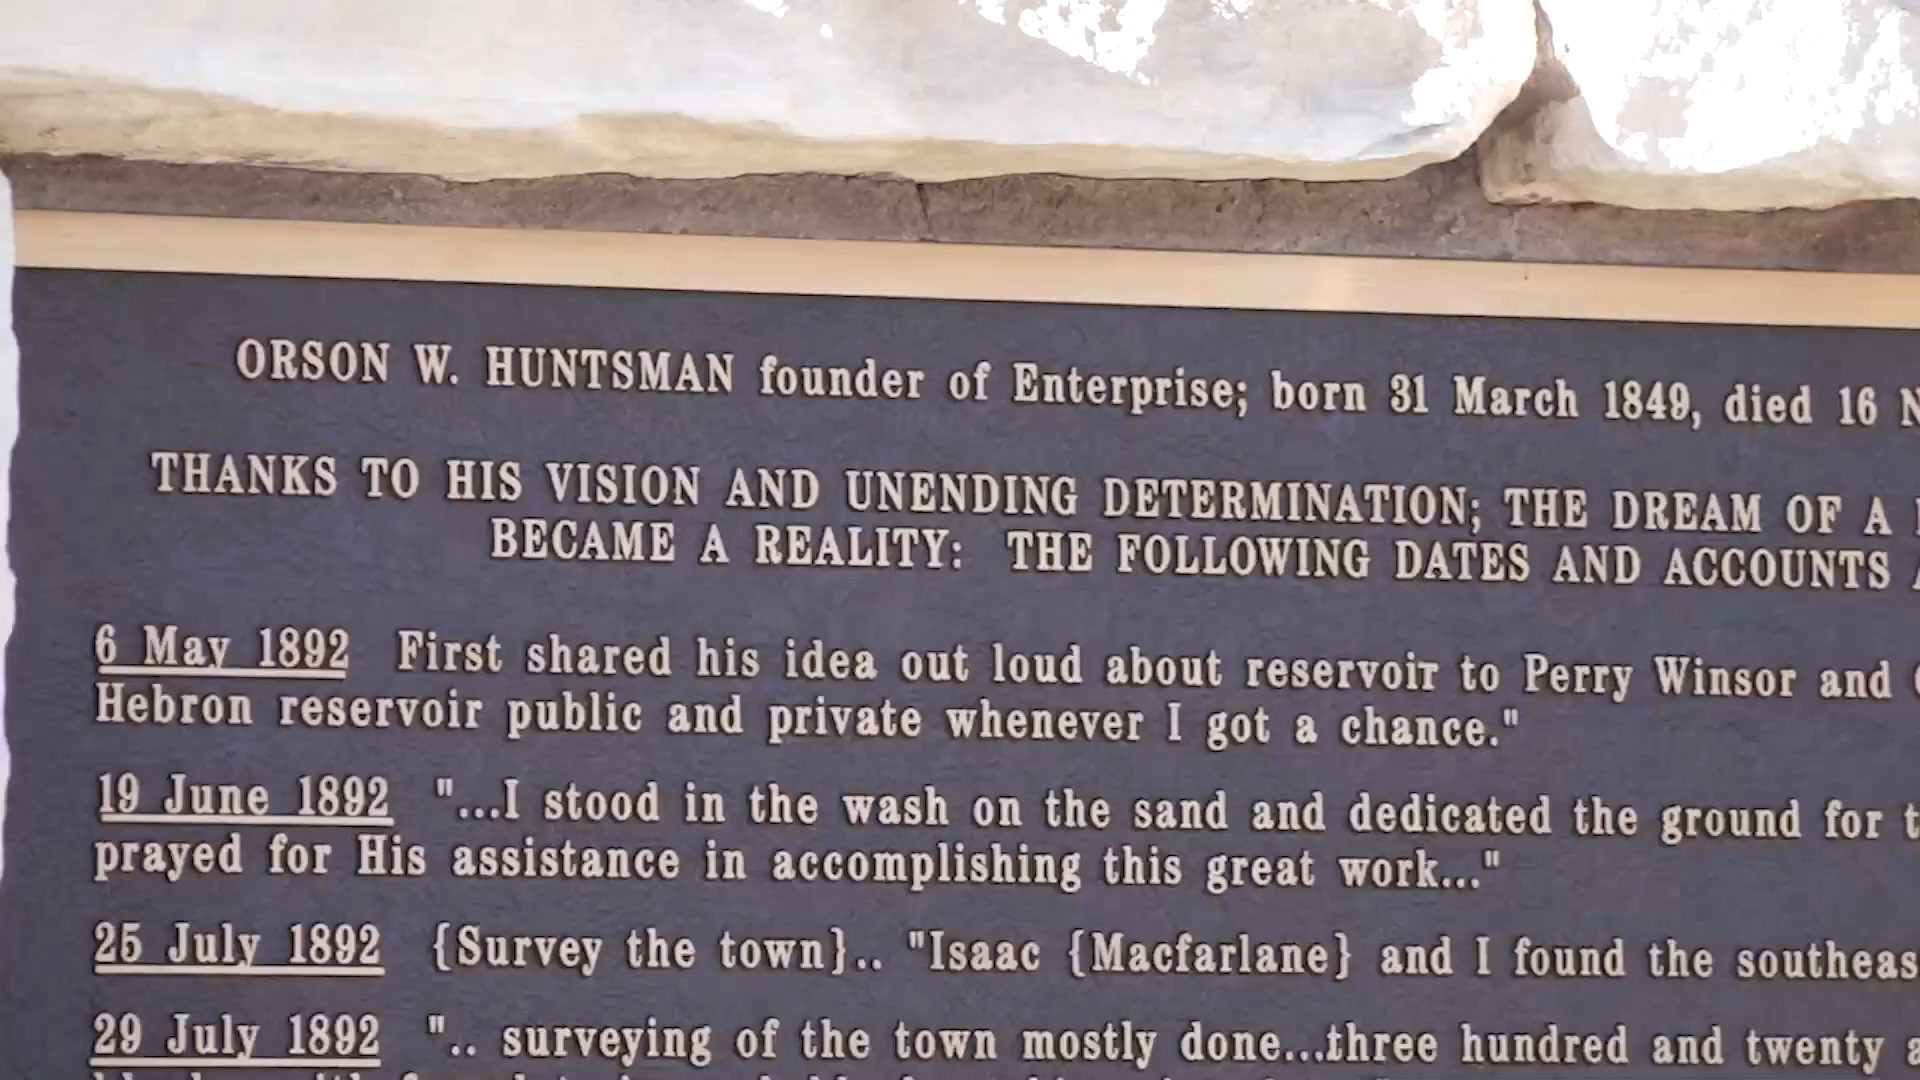 ORSON W. HUNTSMAN founder of Enterprise; born 31 March 1849, died 16
THANKS TO HIS VISION AND UNENDING DETERMINATION; THE DREAM OF A
BECAME A REALITY: THE FOLLOWING DATES AND ACCOUNTS
6 May 1892 First shared his idea out loud about reservoir to Perry Winsor and
Hebron reservoir public and private whenever I got a chance."
19 June 1892 "...I stood in the wash on the sand and dedicated the ground for
prayed for His assistance in accomplishing this great work..."
25 July 1892 {Survey the town}.. "Isaac {Macfarlane} and I found the southeas
29 July 1892 ".. surveying of the town mostly done...three hundred and twenty